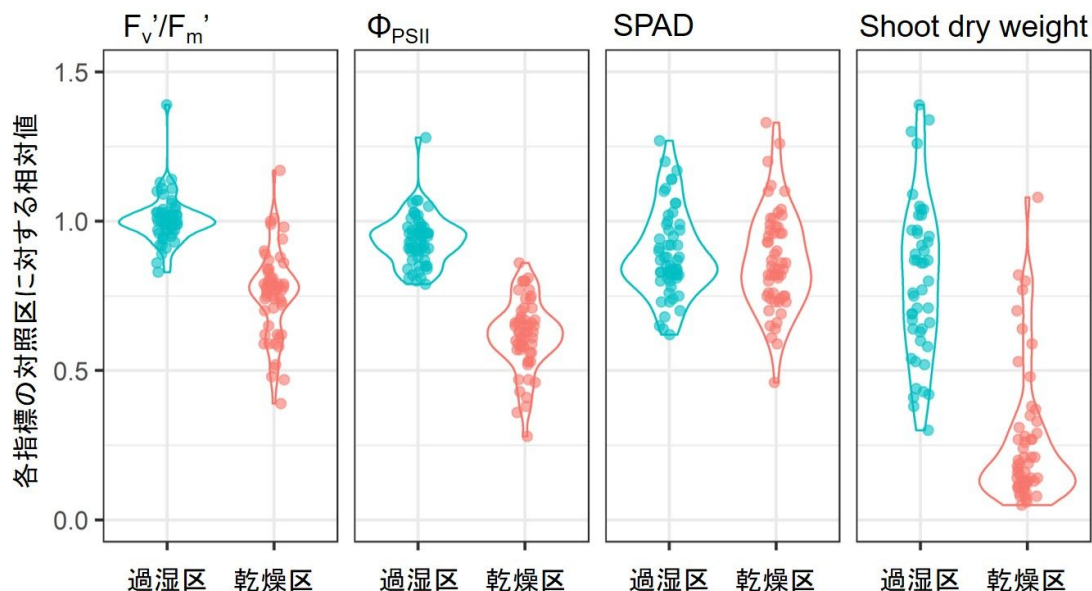 Fv’/Fm’
ΦPSII
SPAD
Shoot dry weight
各指標の対照区に対する相対値
1.5
1.0
0.5
0.0
過湿区 乾燥区 過湿区 乾燥区 過湿区 乾燥区 過湿区 乾燥区